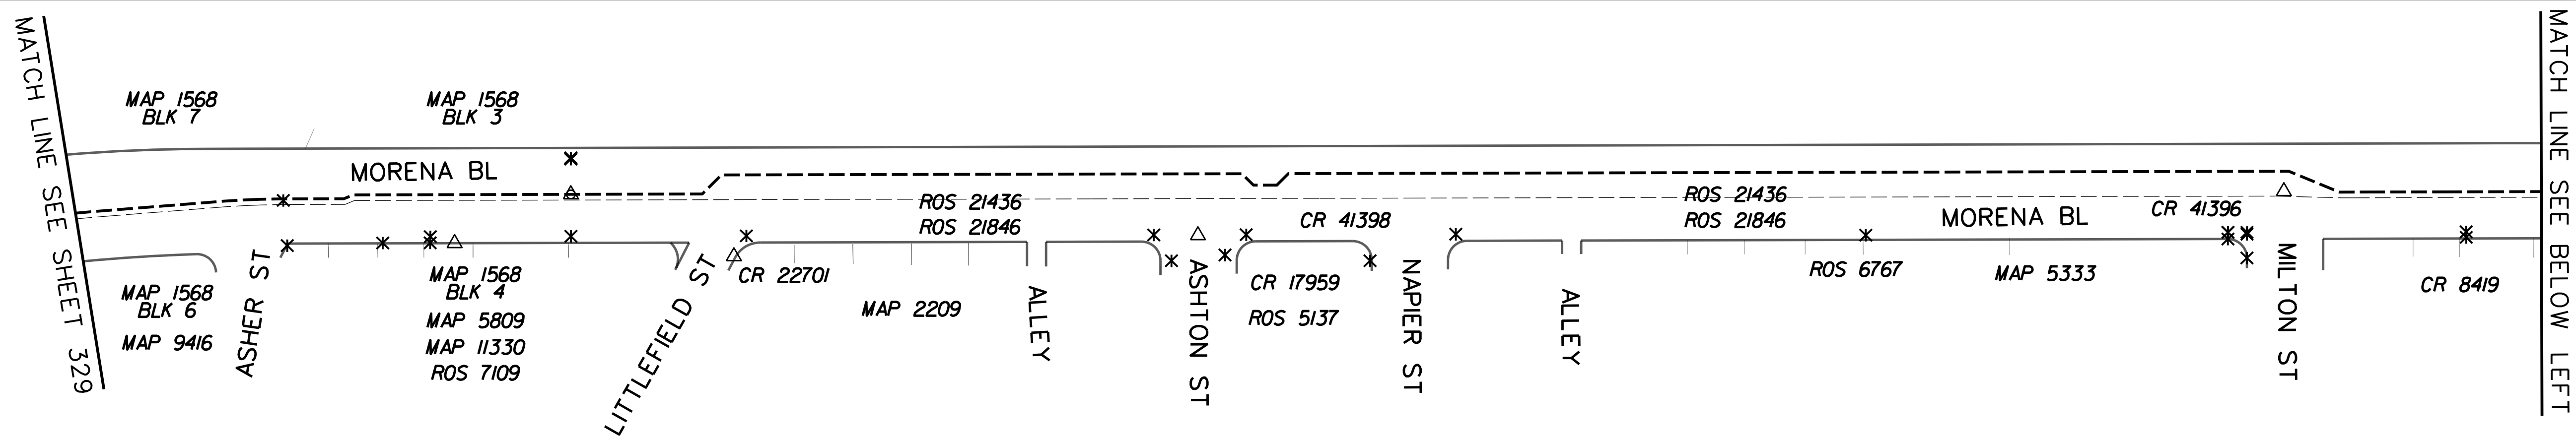 MATCH LINE SEE SHEET 329
MAP 1568
BLK 7
MAP 1568
BLK 3
MORENA BL
MAP 1568
BLK 6
MAP 9416
ASHER ST
MAP 1568
BLK 4
MAP 5809
MAP 11330
ROS 7109
LITTLEFIELD ST
CR 22701
MAP 2209
ROS 21436
ROS 21846
ALLEY
ASHTON ST
CR 41398
CR 17959
ROS 5137
NAPIER ST
ALLEY
ROS 21436
ROS 21846
ROS 6767
MORENA BL
MAP 5333
CR 41396
MILTON ST
CR 8419
MATCH LINE SEE BELOW LEFT